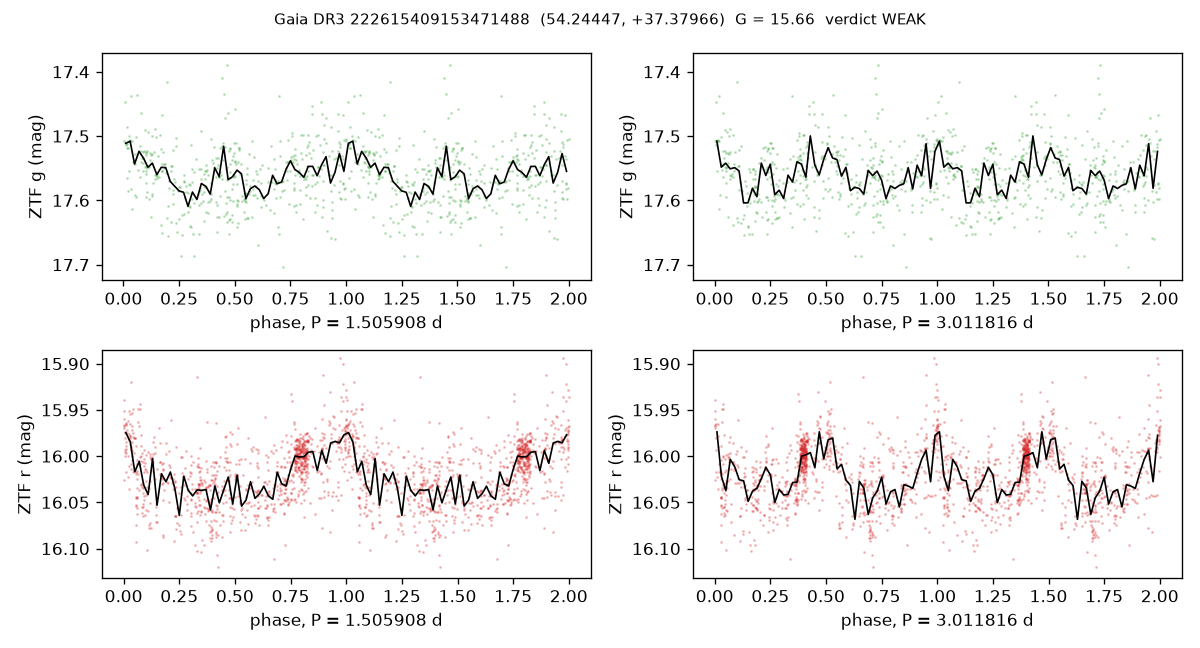 Gaia DR3 222615409153471488  (54.24447, +37.37966)  G = 15.66  verdict WEAK
ZTF g (mag)
17.4
17.5
17.6
17.7
0.00 0.25 0.50 0.75 1.00 1.25 1.50 1.75 2.00
phase, P = 1.505908 d
ZTF g (mag)
17.4
17.5
17.6
17.7
0.00 0.25 0.50 0.75 1.00 1.25 1.50 1.75 2.00
phase, P = 3.011816 d
ZTF r (mag)
15.90
15.95
16.00
16.05
16.10
0.00 0.25 0.50 0.75 1.00 1.25 1.50 1.75 2.00
phase, P = 1.505908 d
ZTF r (mag)
15.90
15.95
16.00
16.05
16.10
0.00 0.25 0.50 0.75 1.00 1.25 1.50 1.75 2.00
phase, P = 3.011816 d